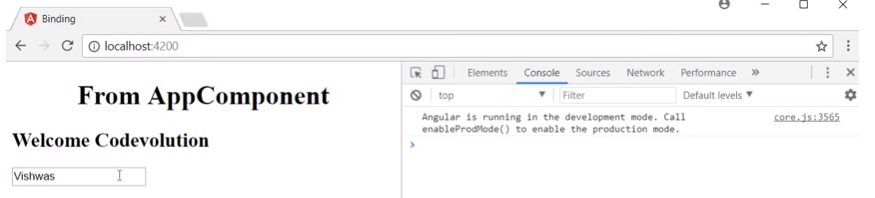 Binding
localhost:4200
From AppComponent
Welcome Codevolution
Vishwas
Elements Console Sources Network Performance »
top ▼ Filter Default levels ▼
Angular is running in the development mode. Call core.js:3565
enableProdMode() to enable the production mode.
>